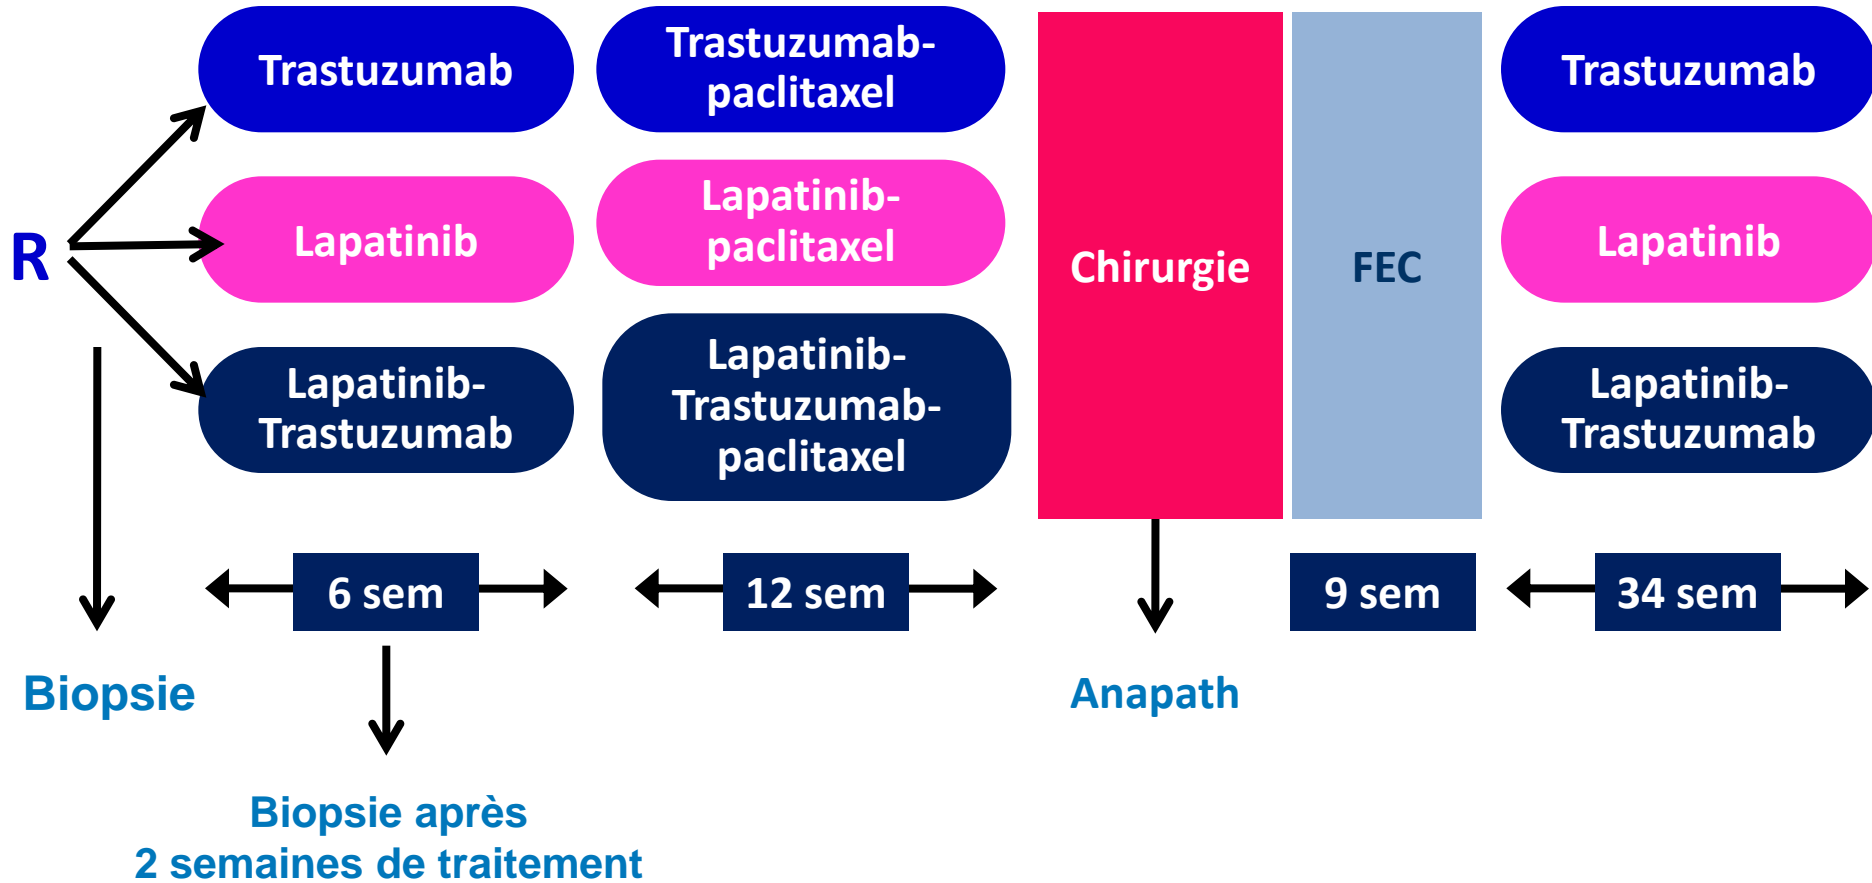 R
Trastuzumab
Lapatinib
Lapatinib-
Trastuzumab
Trastuzumab-
paclitaxel
Lapatinib-
paclitaxel
Lapatinib-
Trastuzumab-
paclitaxel
Chirurgie
FEC
Trastuzumab
Lapatinib
Lapatinib-
Trastuzumab
6 sem
12 sem
9 sem
34 sem
Biopsie
Anapath
Biopsie après
2 semaines de traitement